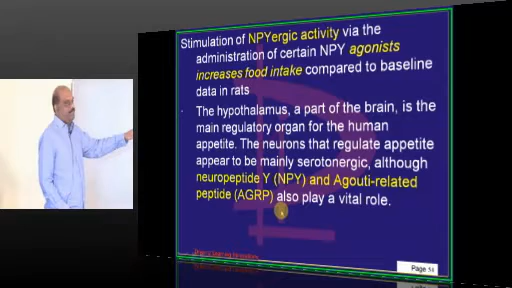 Stimulation of NPYergic activity via the
administration of certain NPY agonists
increases food intake compared to baseline
data in rats
The hypothalamus, a part of the brain, is the
main regulatory organ for the human
appetite. The neurons that regulate appetite
appear to be mainly serotonergic, although
neuropeptide Y (NPY) and Agouti-related
peptide (AGRP) also play a vital role.
Page 54